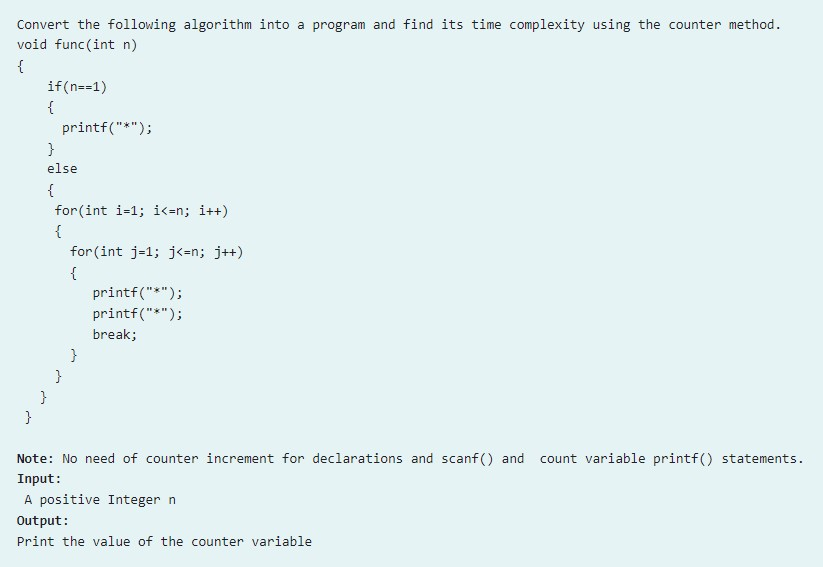 Convert the following algorithm into a program and find its time complexity using the counter method.
void func(int n)
{
if(n==1)
{
printf("*");
}
else
{
for(int i=1; i<=n; i++)
{
for(int j=1; j<=n; j++)
{
printf("*");
printf("*");
break;
}
}
}
}
Note: No need of counter increment for declarations and scanf() and count variable printf() statements.
Input:
A positive Integer n
Output:
Print the value of the counter variable